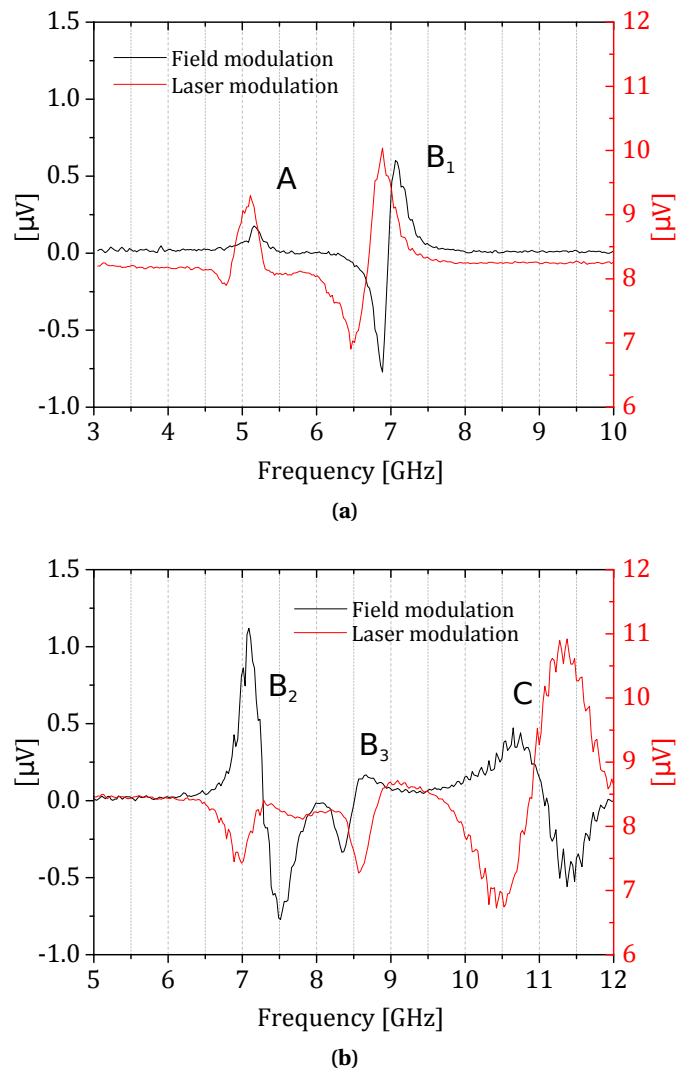 1.5
1.0
0.5
0.0
-0.5
-1.0
[µV]
12
11
10
9
8
7
6
[µV]
Field modulation
Laser modulation
A
B1
3 4 5 6 7 8 9 10
Frequency [GHz]
(a)
1.5
1.0
0.5
0.0
-0.5
-1.0
[µV]
12
11
10
9
8
7
6
[µV]
Field modulation
Laser modulation
B2
B3
C
5 6 7 8 9 10 11 12
Frequency [GHz]
(b)